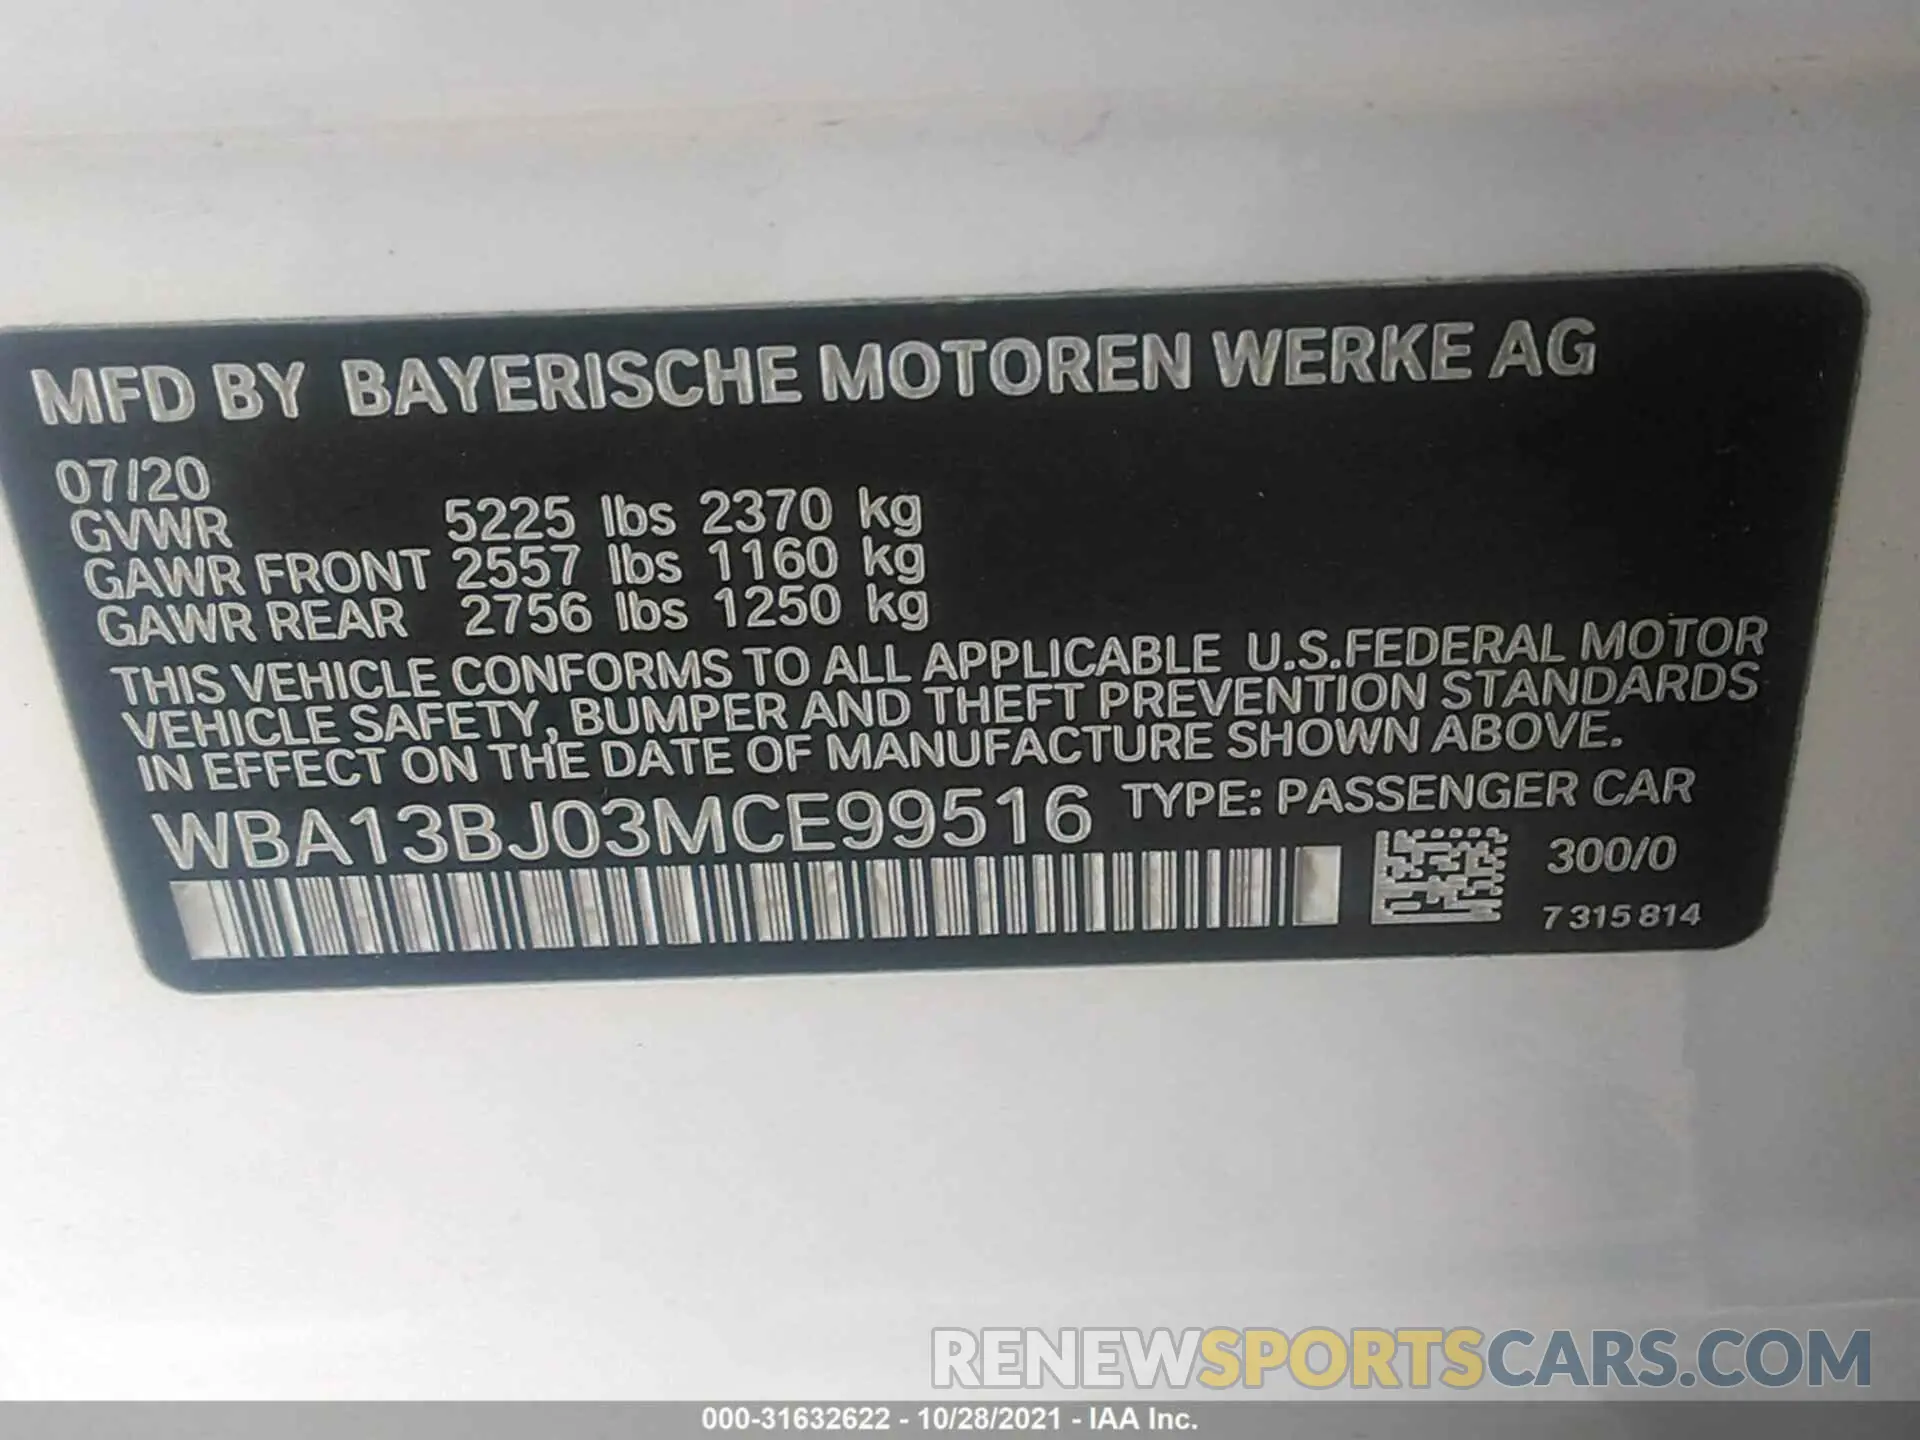 MFD BY BAYERISCHE MOTOREN WERKE AG
07/20
GVWR 5225 lbs 2370 kg
GAWR FRONT 2557 lbs 1160 kg
GAWR REAR 2756 lbs 1250 kg
THIS VEHICLE CONFORMS TO ALL APPLICABLE U.S.FEDERAL MOTOR
VEHICLE SAFETY, BUMPER AND THEFT PREVENTION STANDARDS
IN EFFECT ON THE DATE OF MANUFACTURE SHOWN ABOVE.
WBA13BJ03MCE99516 TYPE: PASSENGER CAR
300/0
7 315 814
RENEWSPORTSCARS.COM
000-31632622 - 10/28/2021 - IAA Inc.